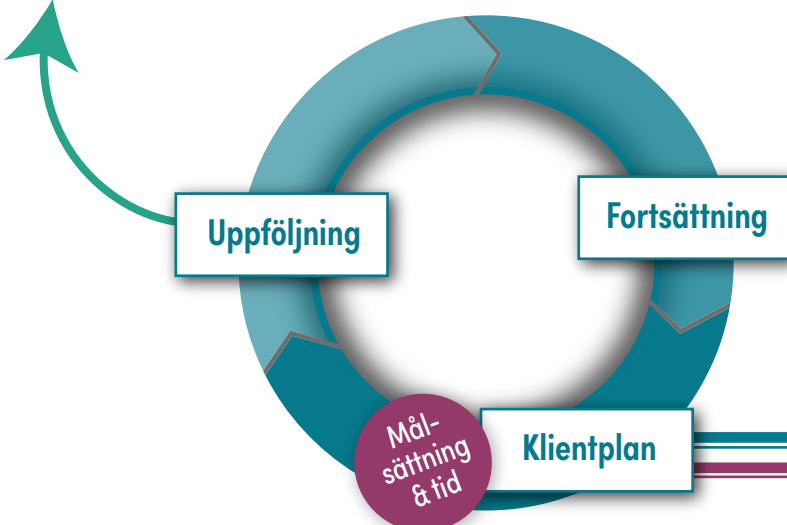 Uppföljning
Fortsättning
Mål-
sättning
& tid
Klientplan